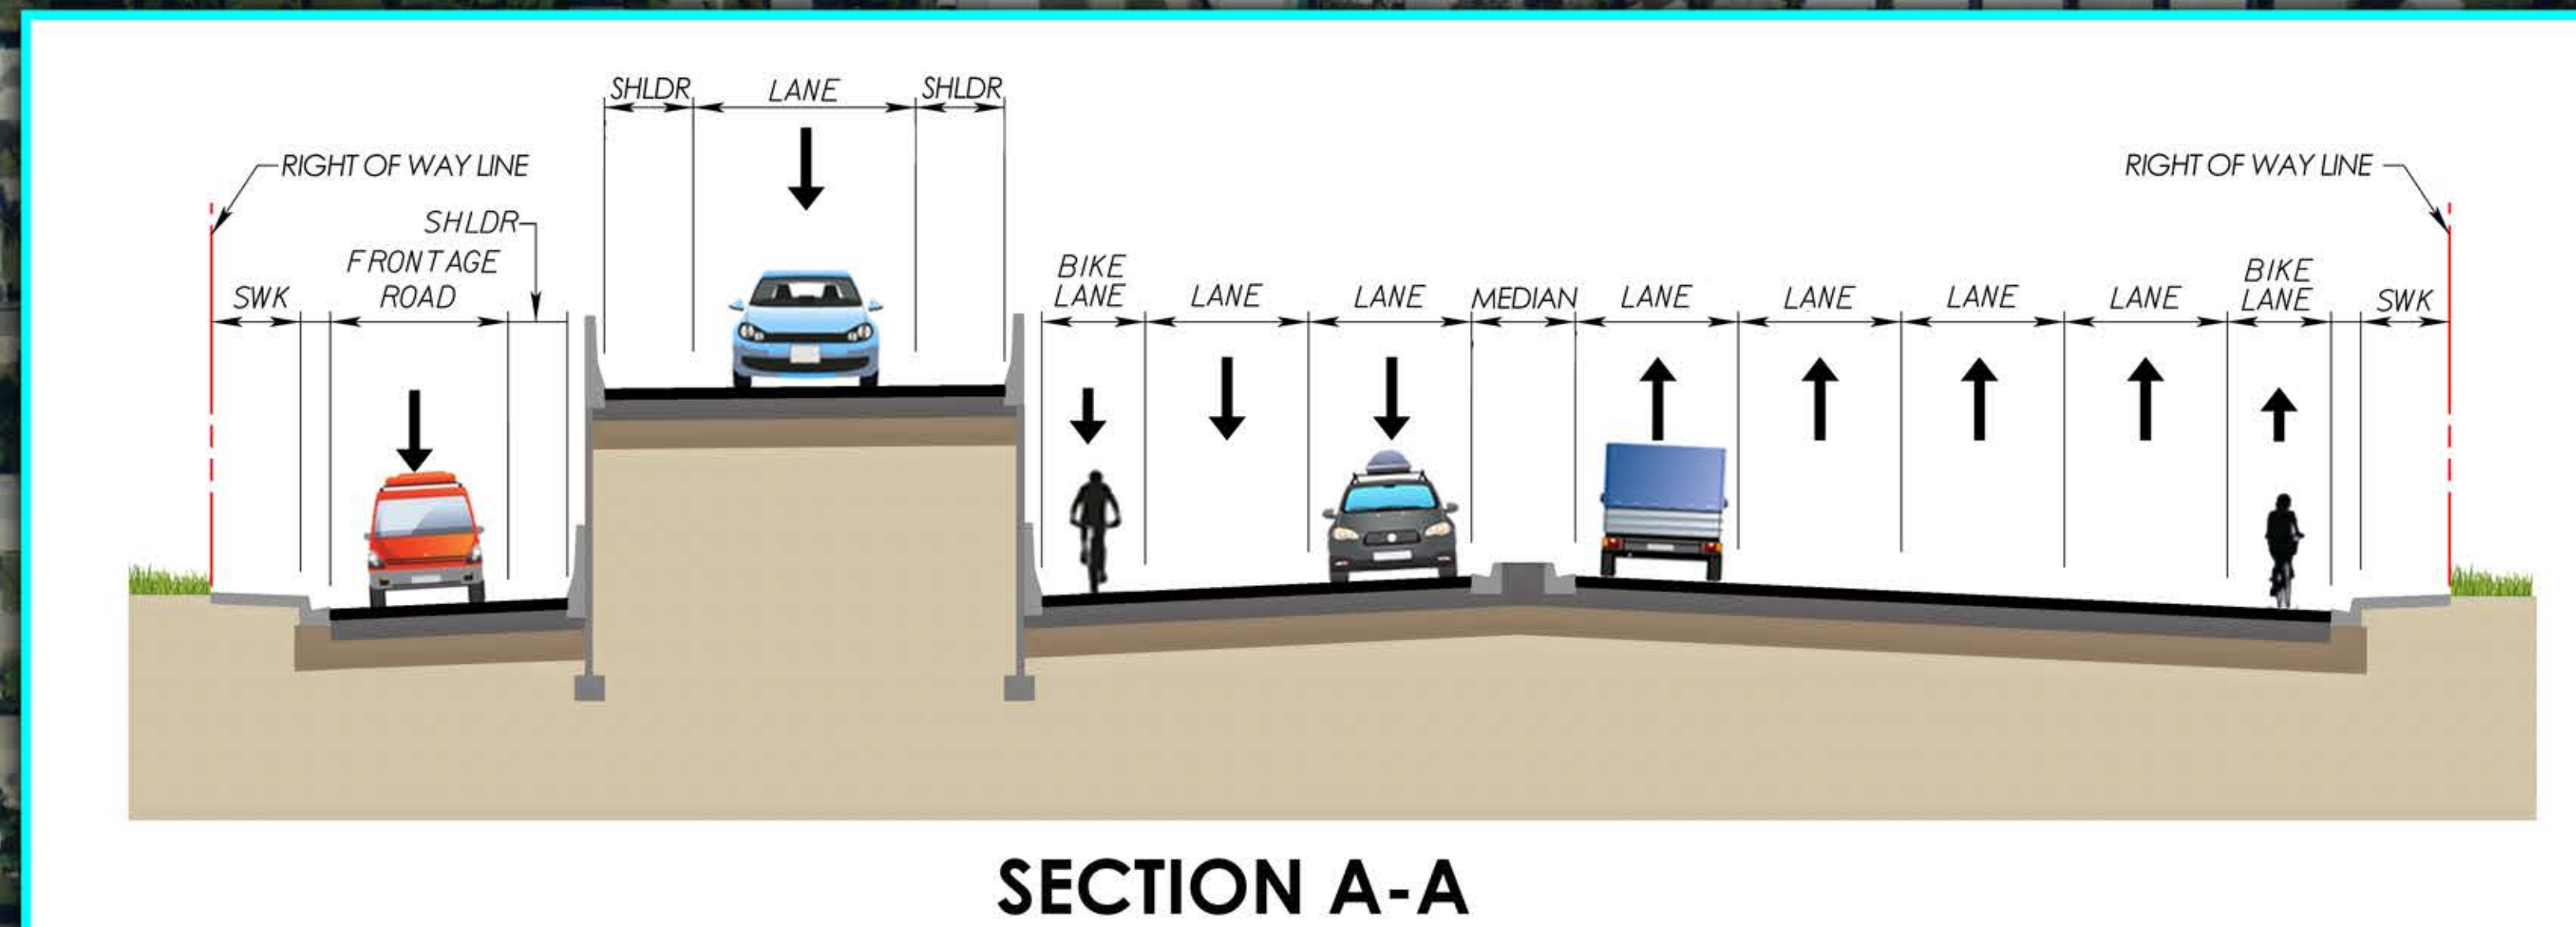 SHLDR LANE SHLDR
RIGHT OF WAY LINE
RIGHT OF WAY LINE
SHLDR
FRONTAGE
ROAD
SWK
BIKE
LANE
LANE
LANE
MEDIAN
LANE
LANE
LANE
LANE
BIKE
LANE
SWK
SECTION A-A